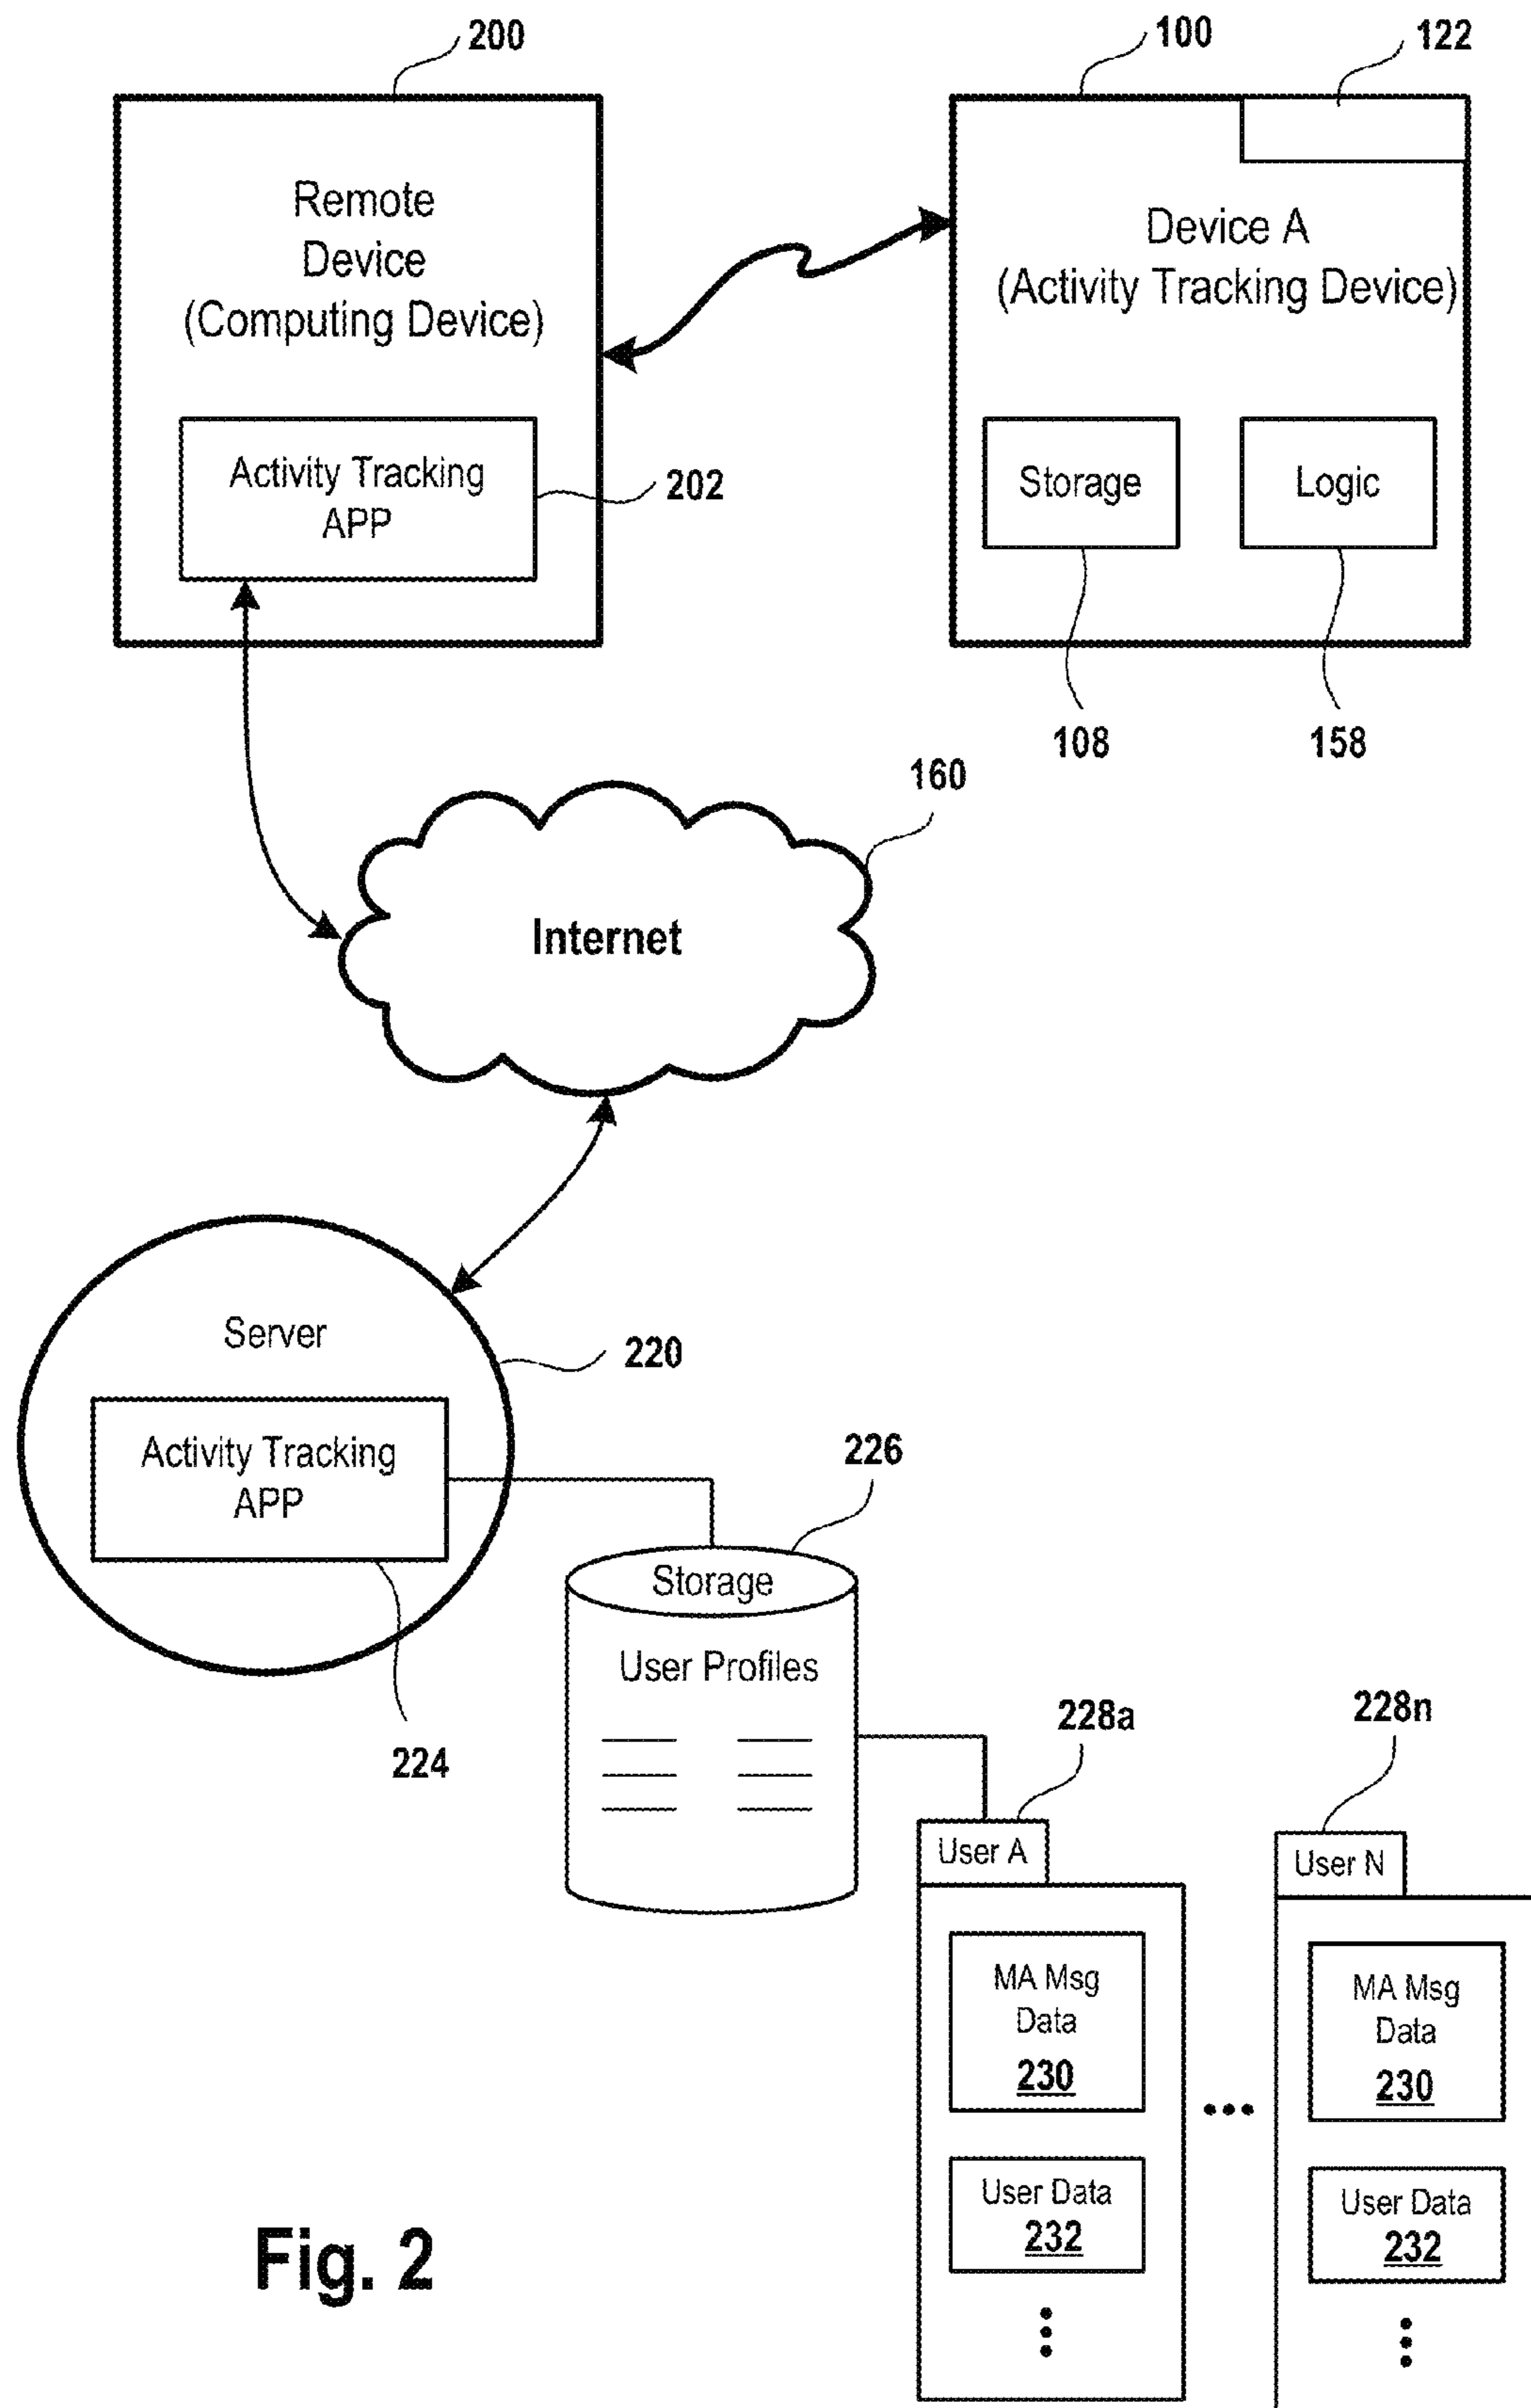 200
100
122
Remote
Device
(Computing Device)
Device A
(Activity Tracking Device)
Activity Tracking
APP
202
Storage
Logic
108
158
160
Internet
Server
220
Activity Tracking
APP
224
226
Storage
User Profiles
228a
228n
User A
User N
MA Msg
Data
230
MA Msg
Data
230
User Data
232
User Data
232
Fig. 2